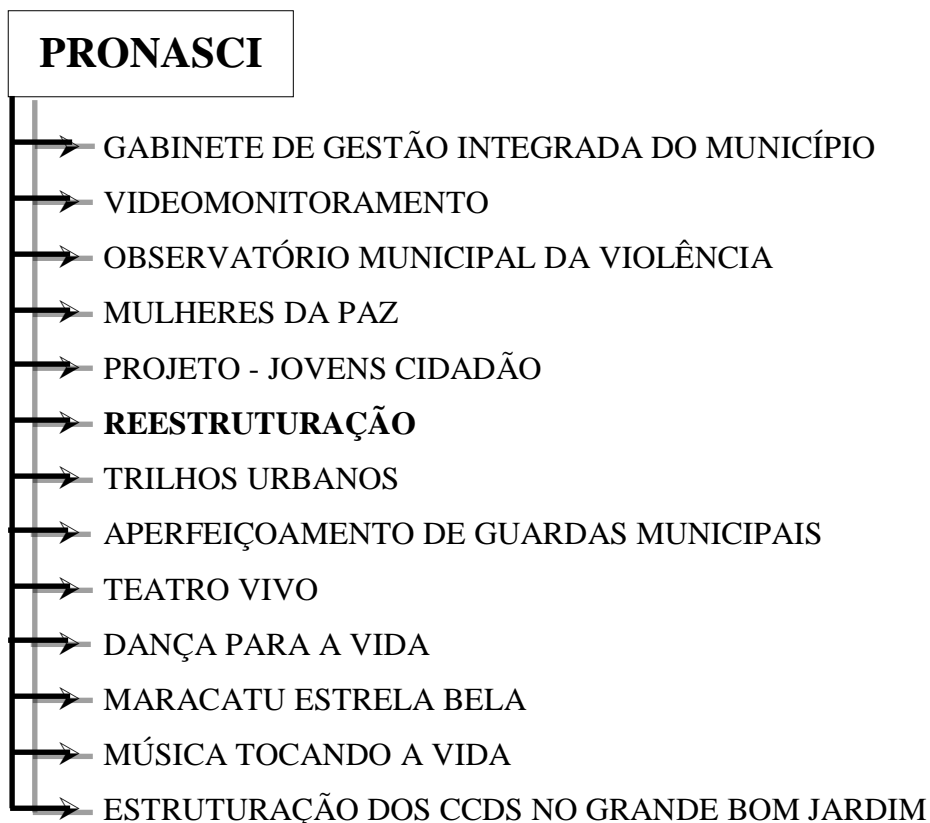 PRONASCI
GABINETE DE GESTÃO INTEGRADA DO MUNICÍPIO
VIDEOMONITORAMENTO
OBSERVATÓRIO MUNICIPAL DA VIOLÊNCIA
MULHERES DA PAZ
PROJETO - JOVENS CIDADÃO
REESTRUTURAÇÃO
TRILHOS URBANOS
APERFEIÇOAMENTO DE GUARDAS MUNICIPAIS
TEATRO VIVO
DANÇA PARA A VIDA
MARACATU ESTRELA BELA
MÚSICA TOCANDO A VIDA
ESTRUTURAÇÃO DOS CCDS NO GRANDE BOM JARDIM